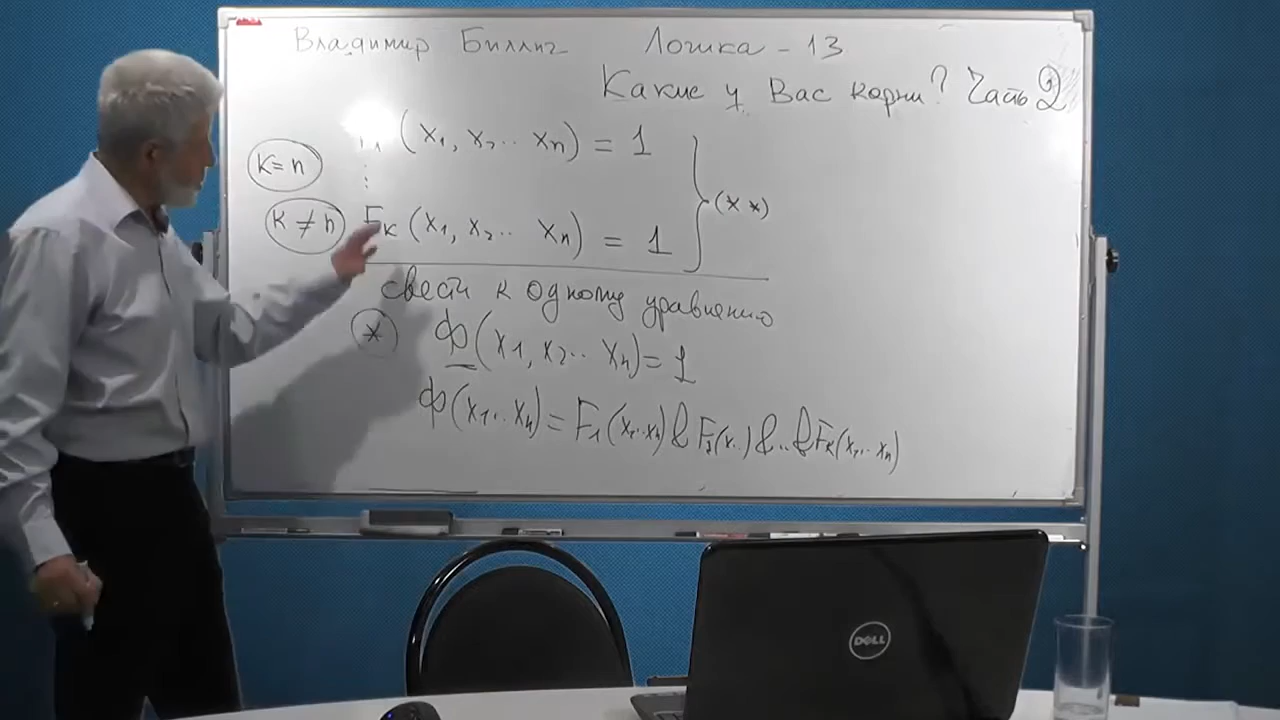 Владимир Биллиг Логика - 13
Какие у Вас корни? Часть 2
(x₁, x₂.. xₙ) = 1
K = n
⋮
(* *)
K ≠ n Fₖ (x₁, x₂.. xₙ) = 1
свести к одному уравнению
* Ф(x₁, x₂.. xₙ) = 1
Ф(x₁.. xₙ) = F₁(x₁..xₙ) & F₂(x..) & .. & Fₖ(x₁,.. xₙ)
DELL